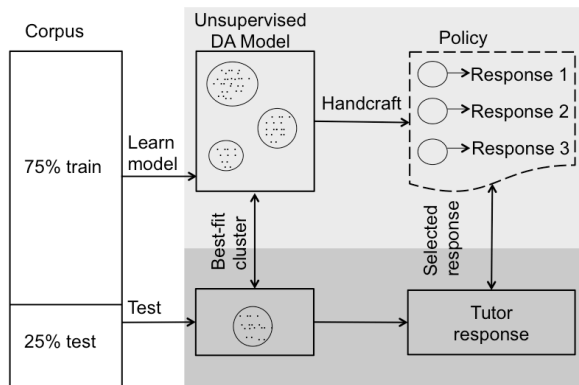 Corpus
Unsupervised
DA Model
Policy
Response 1
Response 2
Response 3
Handcraft
Learn
model
75% train
Best-fit
cluster
Selected
response
Test
25% test
Tutor
response